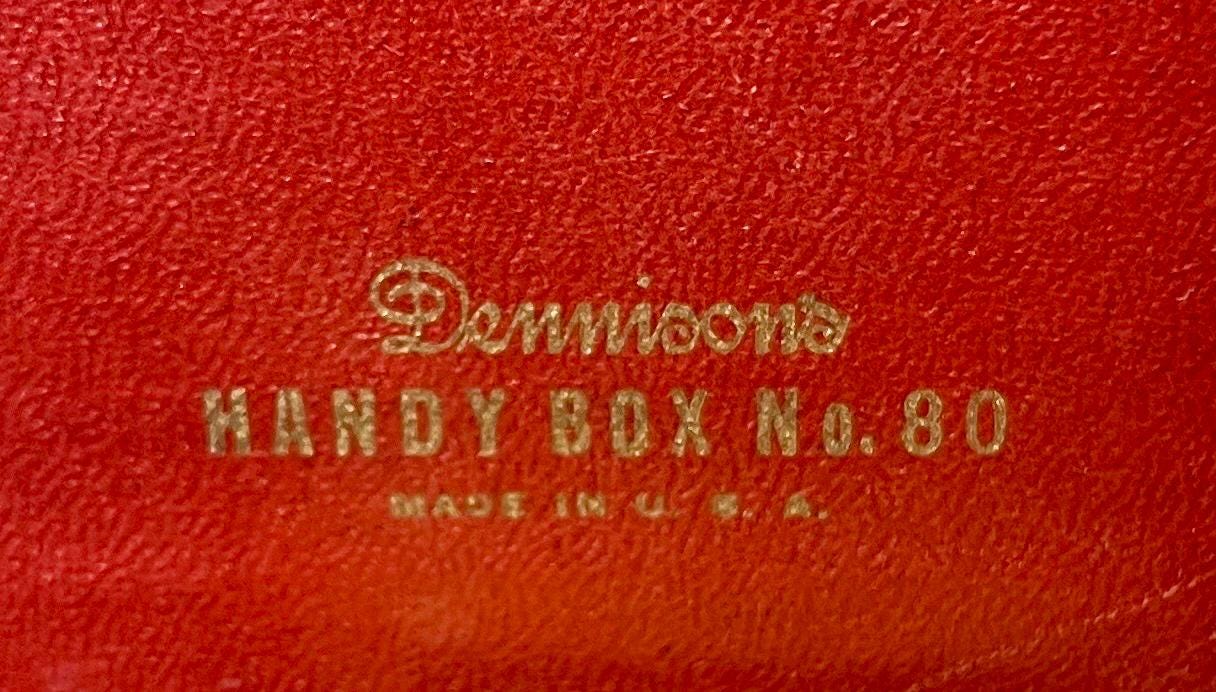 Dennison's
HANDY BOX No. 80
MADE IN U. S. A.